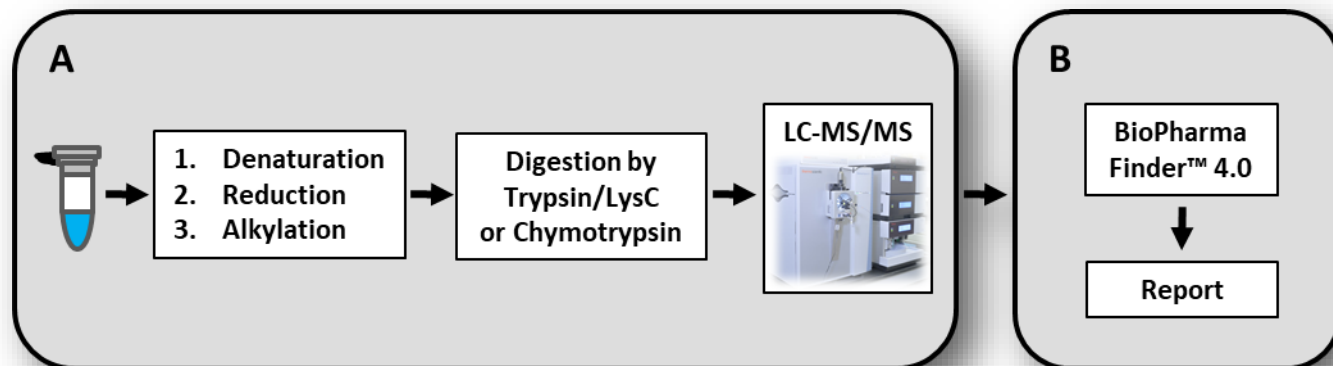 A
1. Denaturation
2. Reduction
3. Alkylation
Digestion by
Trypsin/LysC
or Chymotrypsin
LC-MS/MS
B
BioPharma
Finder™ 4.0
Report